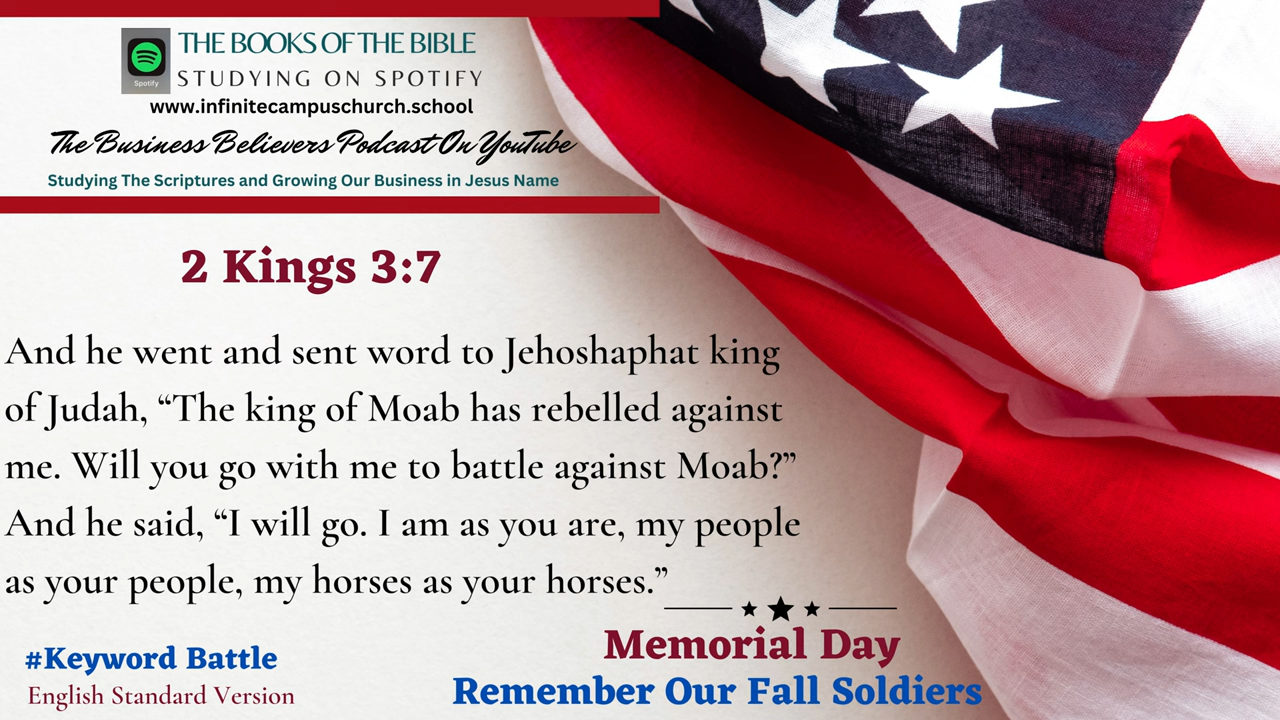 THE BOOKS OF THE BIBLE
Spotify
STUDYING ON SPOTIFY
www.infinitecampuschurch.school
The Business Believers Podcast On YouTube
Studying The Scriptures and Growing Our Business in Jesus Name
2 Kings 3:7
And he went and sent word to Jehoshaphat king
of Judah, “The king of Moab has rebelled against
me. Will you go with me to battle against Moab?”
And he said, “I will go. I am as you are, my people
as your people, my horses as your horses.”
#Keyword Battle
English Standard Version
Memorial Day
Remember Our Fall Soldiers